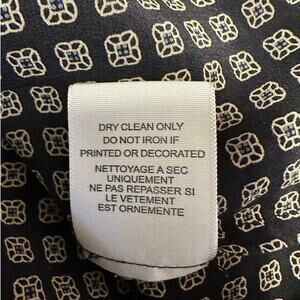 DRY CLEAN ONLY
DO NOT IRON IF
PRINTED OR DECORATED
NETTOYAGE A SEC
UNIQUEMENT
NE PAS REPASSER SI
LE VETEMENT
EST ORNEMENTE